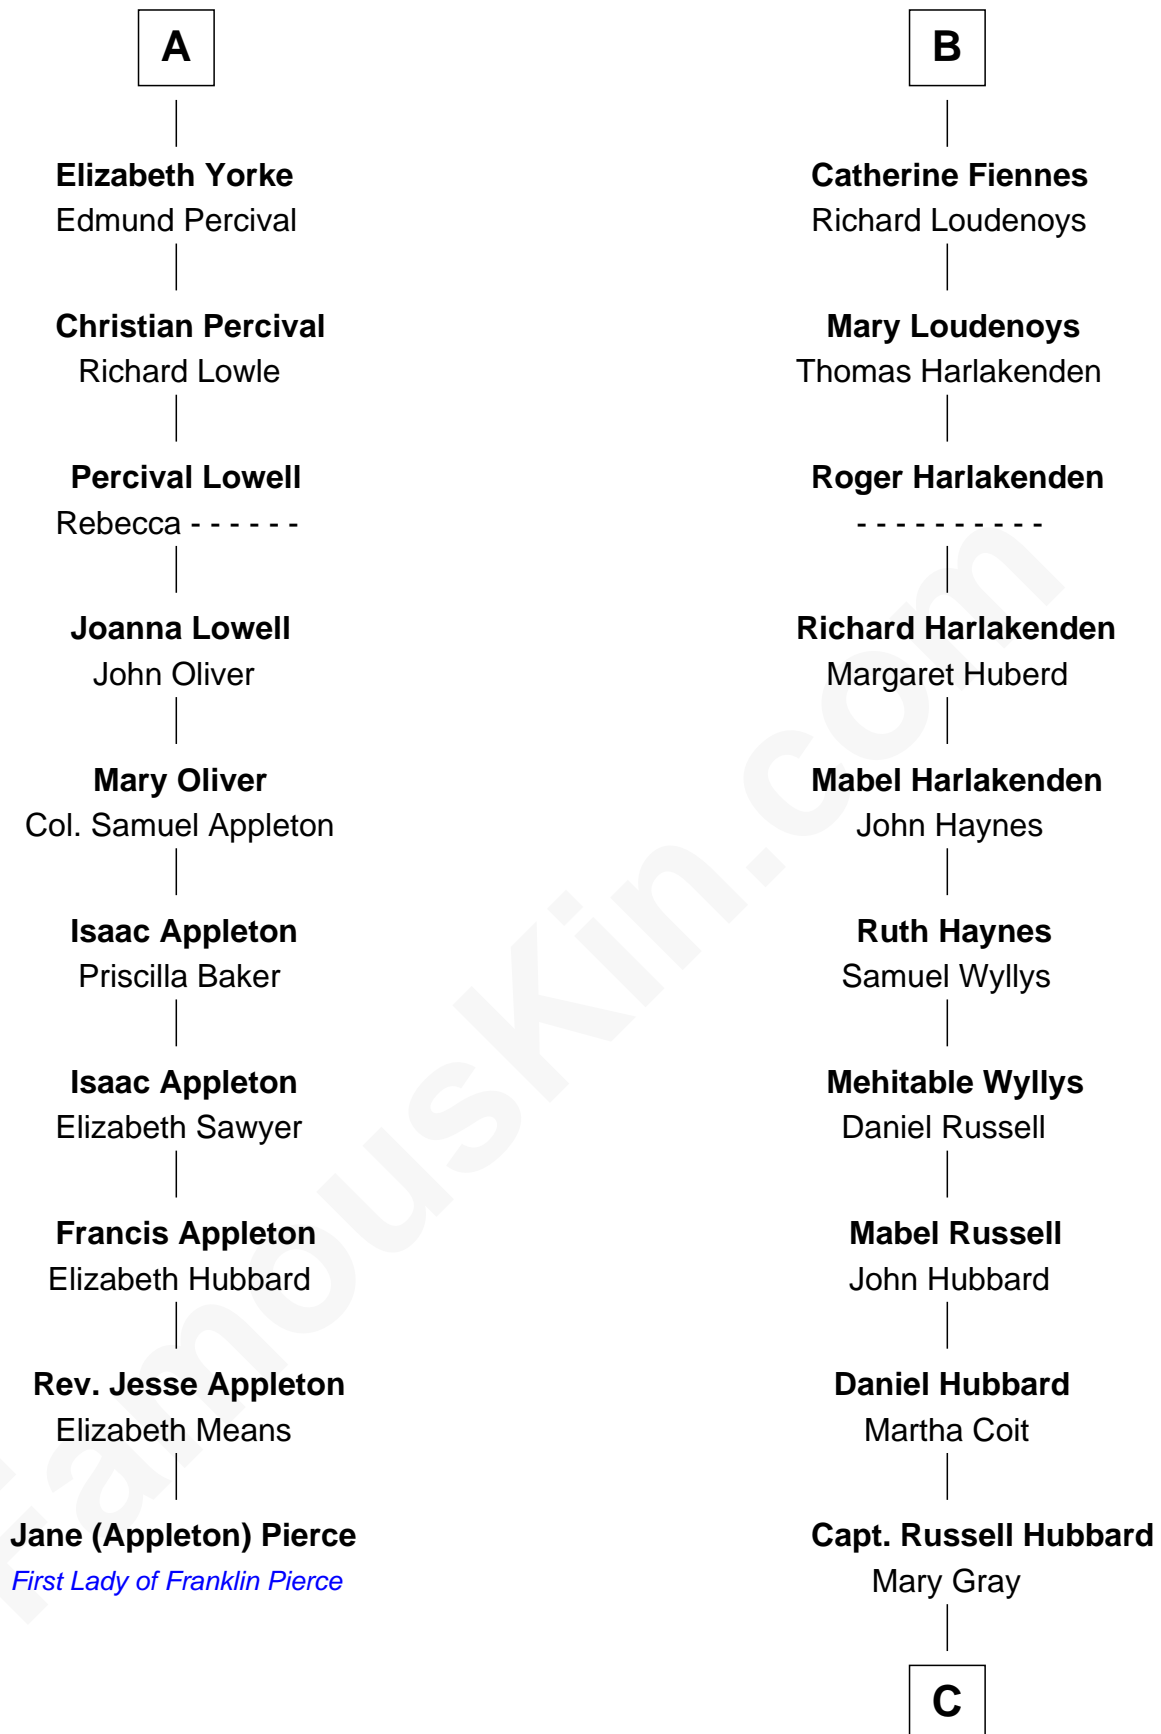 A
Elizabeth Yorke
Edmund Percival
Christian Percival
Richard Lowle
Percival Lowell
Rebecca - - - - - -
Joanna Lowell
John Oliver
Mary Oliver
Col. Samuel Appleton
Isaac Appleton
Priscilla Baker
Isaac Appleton
Elizabeth Sawyer
Francis Appleton
Elizabeth Hubbard
Rev. Jesse Appleton
Elizabeth Means
Jane (Appleton) Pierce
First Lady of Franklin Pierce
B
Catherine Fiennes
Richard Loudenoys
Mary Loudenoys
Thomas Harlakenden
Roger Harlakenden
- - - - - - - - - -
Richard Harlakenden
Margaret Huberd
Mabel Harlakenden
John Haynes
Ruth Haynes
Samuel Wyllys
Mehitable Wyllys
Daniel Russell
Mabel Russell
John Hubbard
Daniel Hubbard
Martha Coit
Capt. Russell Hubbard
Mary Gray
C
FamousKin.com